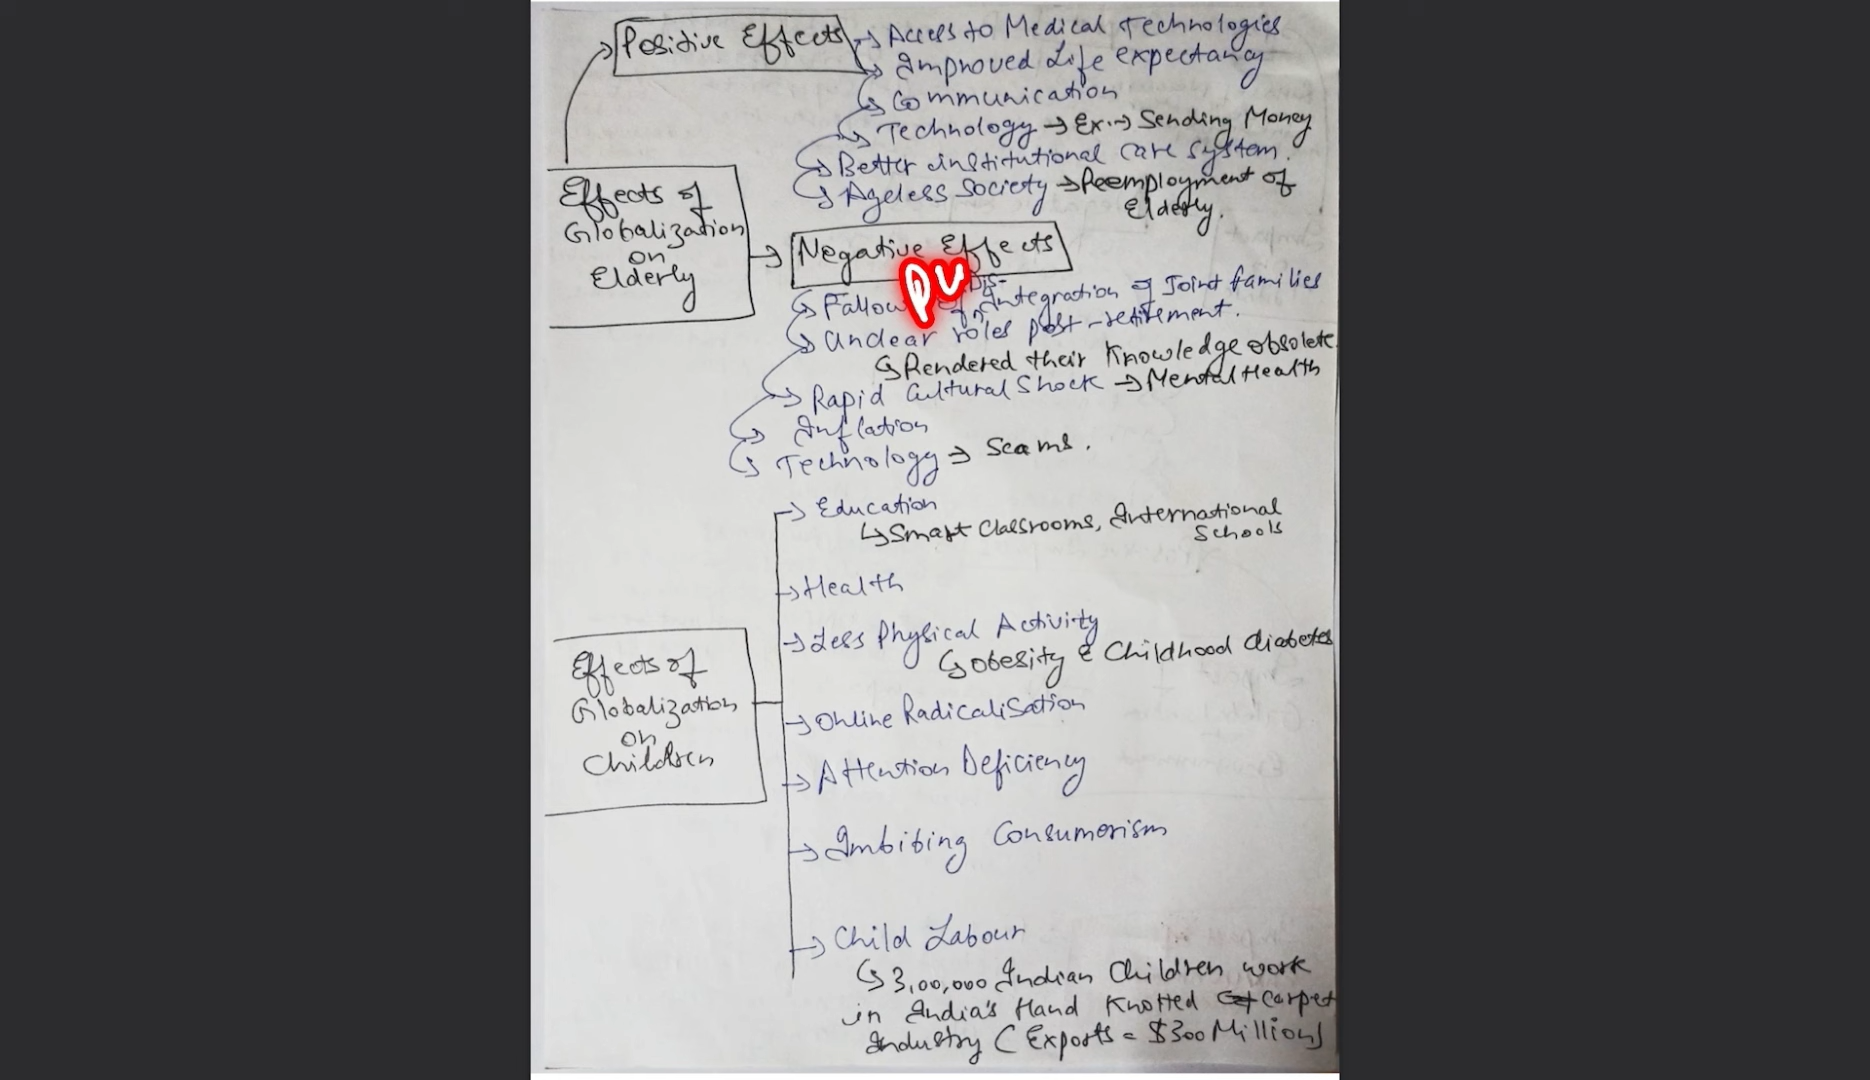 Positive Effects
→ Access to Medical Technologies
→ Improved Life expectancy
→ Communication
→ Technology → Ex. → Sending Money
→ Better institutional care system.
→ Ageless Society → Reemployment of
Elderly.
Effects of
Globalization
on
Elderly
→ Negative Effects
pu
Dis-
→ of Integration of Joint families
→ Unclear roles post-retirement.
→ Rendered their Knowledge obsolete.
→ Rapid Cultural Shock → Mental Health
→ Inflation
→ Technology → Scams.
→ Education
→ Smart Classrooms, International
Schools
→ Health
→ Less Physical Activity
→ obesity & Childhood diabetes
Effects of
Globalization
on
Children
→ Online Radicalisation
→ Attention Deficiency
→ Imbibing Consumerism
→ Child Labour
→ 3,00,000 Indian Children work
in India's Hand Knotted carpet
Industry (Exports = $300 Million)